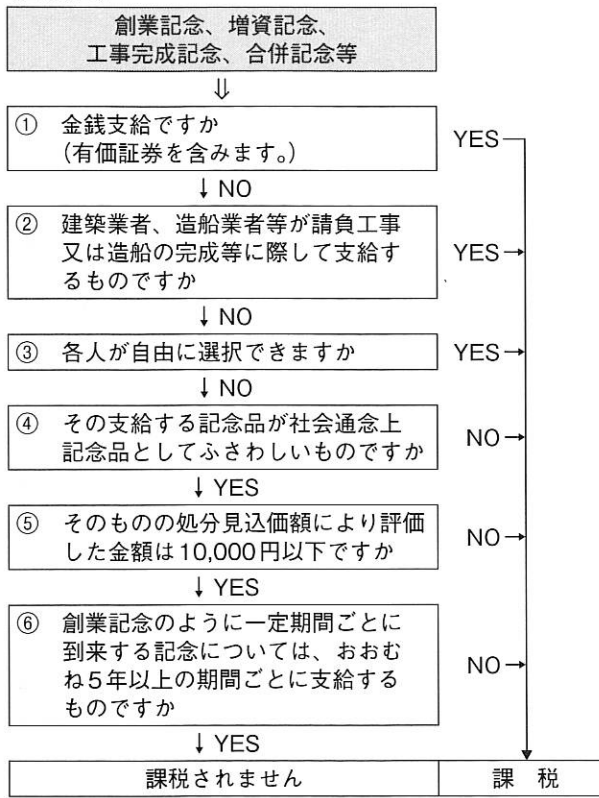 創業記念、増資記念、
工事完成記念、合併記念等
⇓
① 金銭支給ですか
(有価証券を含みます。)
YES
↓ NO
② 建築業者、造船業者等が請負工事
又は造船の完成等に際して支給す
るものですか
YES→
↓ NO
③ 各人が自由に選択できますか
YES→
↓ NO
④ その支給する記念品が社会通念上
記念品としてふさわしいものですか
NO→
↓ YES
⑤ そのものの処分見込価額により評価
した金額は10,000円以下ですか
NO→
↓ YES
⑥ 創業記念のように一定期間ごとに
到来する記念については、おおむ
ね5年以上の期間ごとに支給する
ものですか
NO→
↓ YES
課税されません
課 税